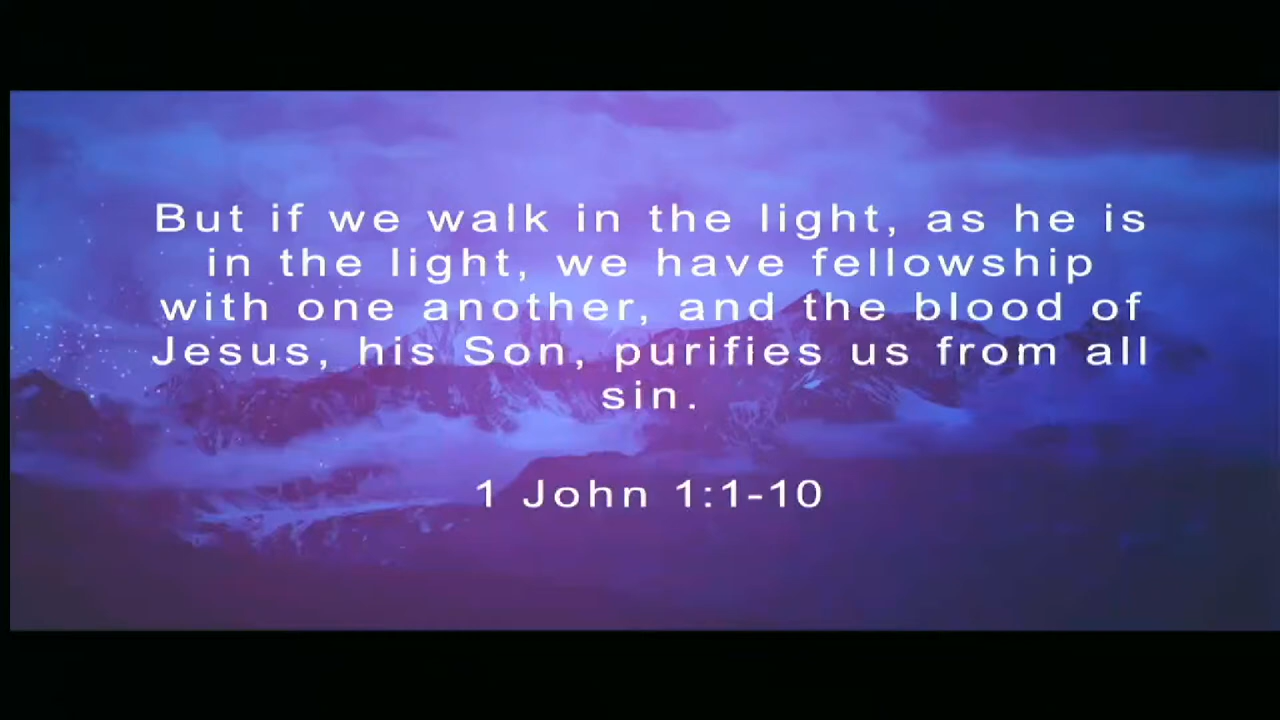 But if we walk in the light, as he is
in the light, we have fellowship
with one another, and the blood of
Jesus, his Son, purifies us from all
sin.
1 John 1:1-10